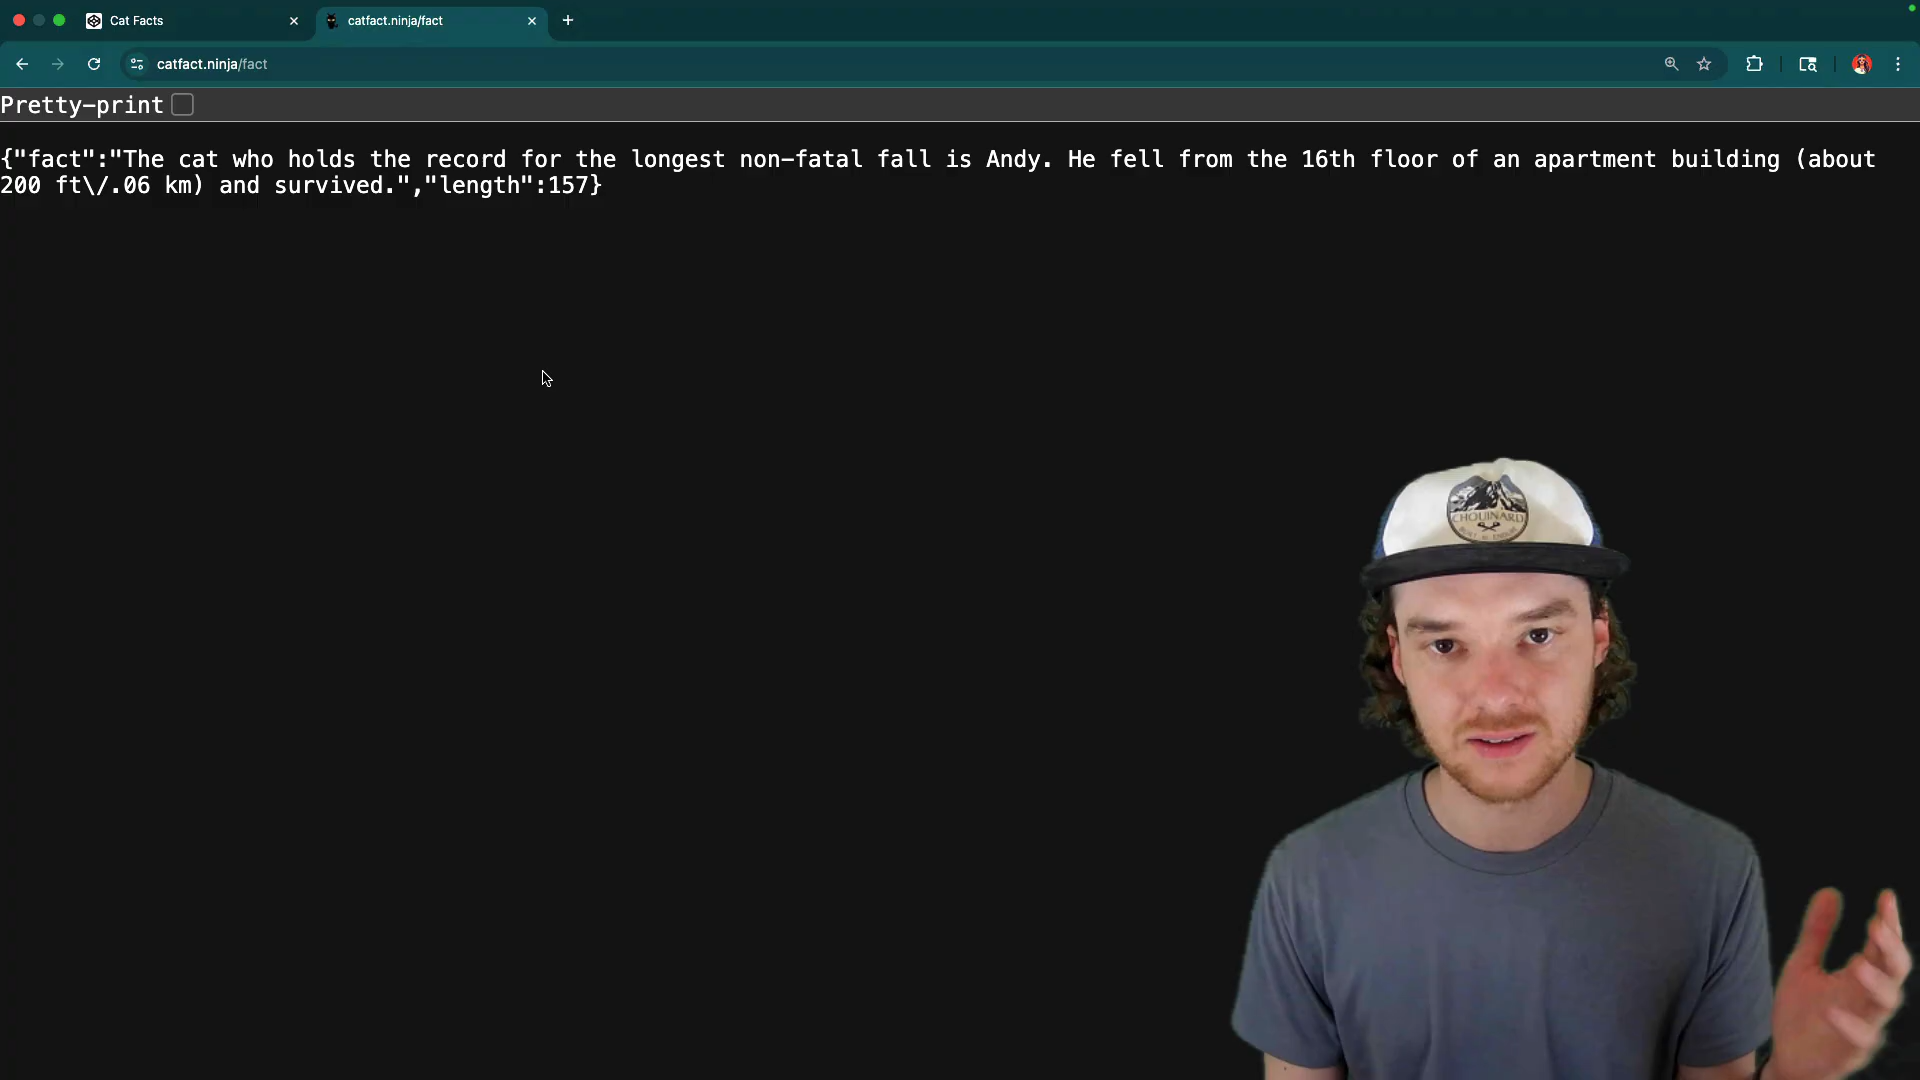 Cat Facts
catfact.ninja/fact
catfact.ninja/fact
Pretty-print
{"fact":"The cat who holds the record for the longest non-fatal fall is Andy. He fell from the 16th floor of an apartment building (about
200 ft\/.06 km) and survived.","length":157}
CHOUINARD